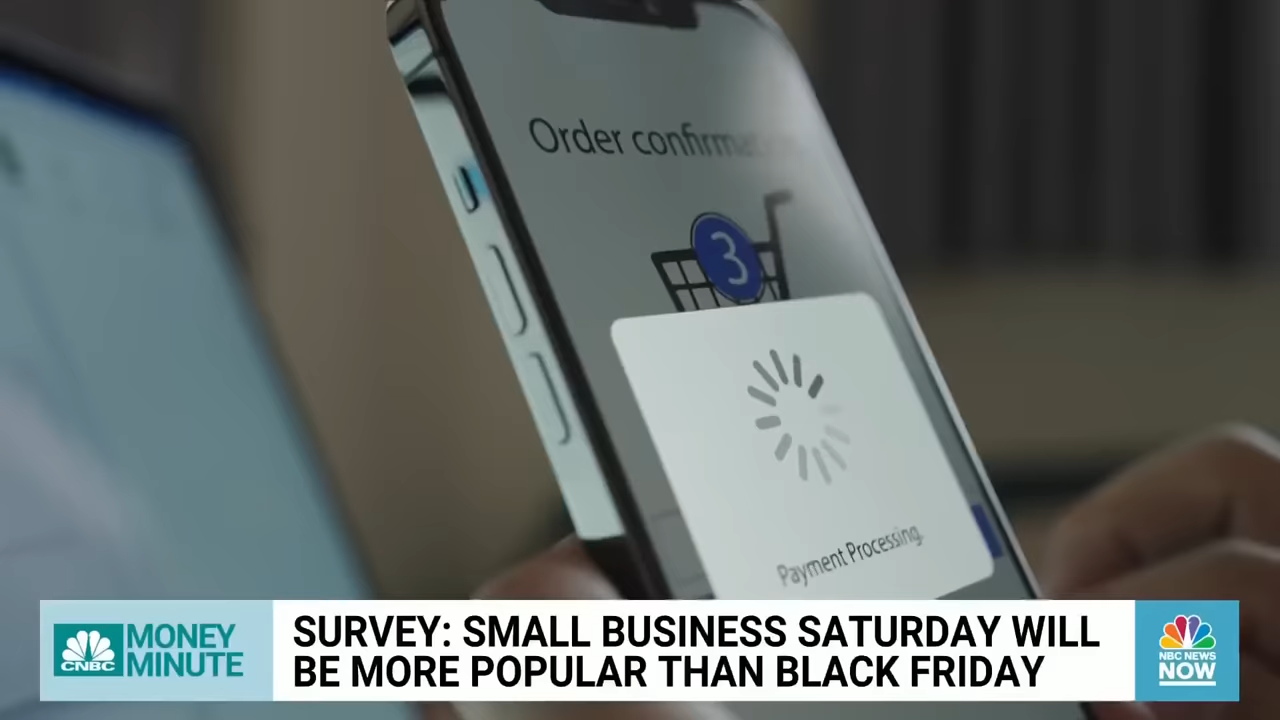 Order confirma
3
Payment Processing
CNBC
MONEY
MINUTE
SURVEY: SMALL BUSINESS SATURDAY WILL
BE MORE POPULAR THAN BLACK FRIDAY
NBC NEWS
NOW